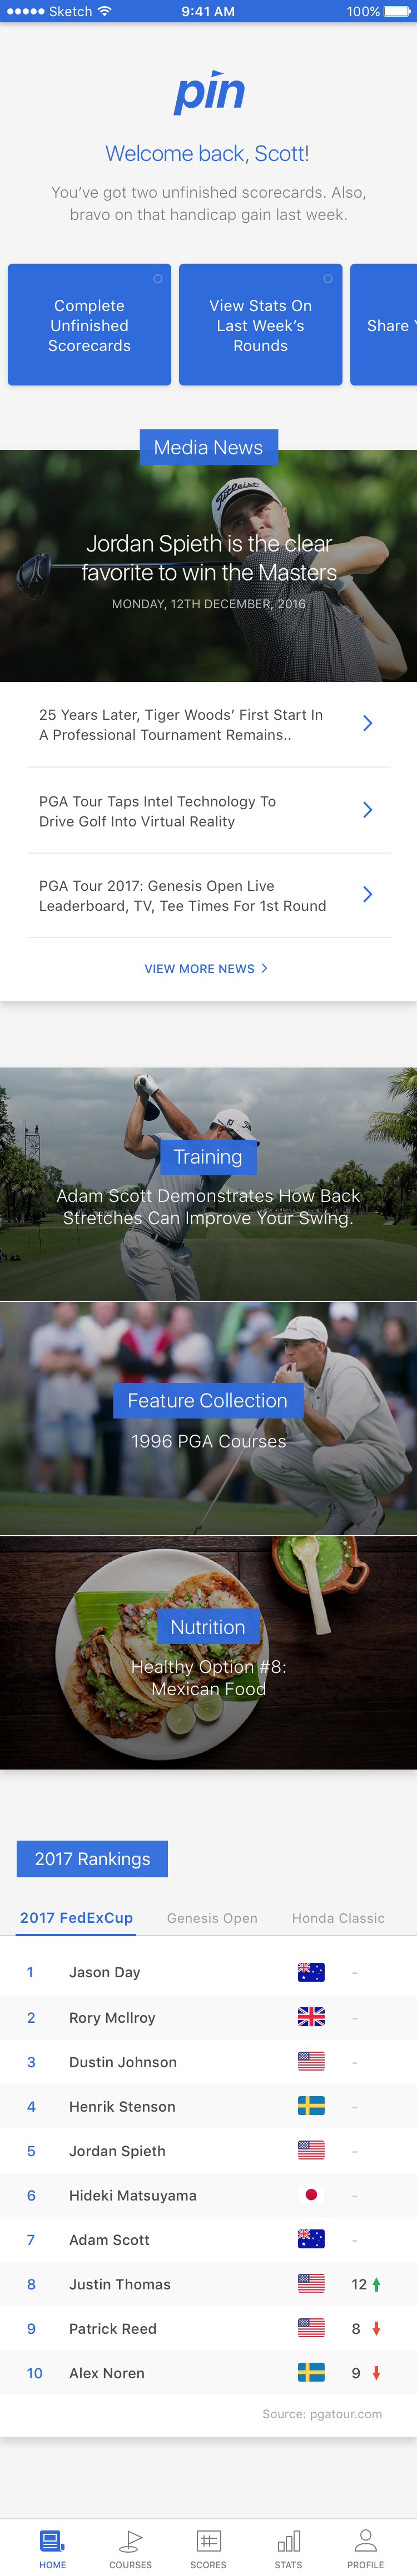 Sketch 9:41 AM 100%
pin
Welcome back, Scott!
You've got two unfinished scorecards. Also,
bravo on that handicap gain last week.
Complete
Unfinished
Scorecards
View Stats On
Last Week's
Rounds
Share
Media News
Titleist
Jordan Spieth is the clear
favorite to win the Masters
MONDAY, 12TH DECEMBER, 2016
25 Years Later, Tiger Woods' First Start In
A Professional Tournament Remains..
PGA Tour Taps Intel Technology To
Drive Golf Into Virtual Reality
PGA Tour 2017: Genesis Open Live
Leaderboard, TV, Tee Times For 1st Round
VIEW MORE NEWS >
Training
Adam Scott Demonstrates How Back
Stretches Can Improve Your Swing.
Feature Collection
1996 PGA Courses
Nutrition
Healthy Option #8:
Mexican Food
2017 Rankings
2017 FedExCup Genesis Open Honda Classic
1 Jason Day -
2 Rory McIlroy -
3 Dustin Johnson -
4 Henrik Stenson -
5 Jordan Spieth -
6 Hideki Matsuyama -
7 Adam Scott -
8 Justin Thomas 12
9 Patrick Reed 8
10 Alex Noren 9
Source: pgatour.com
HOME COURSES SCORES STATS PROFILE